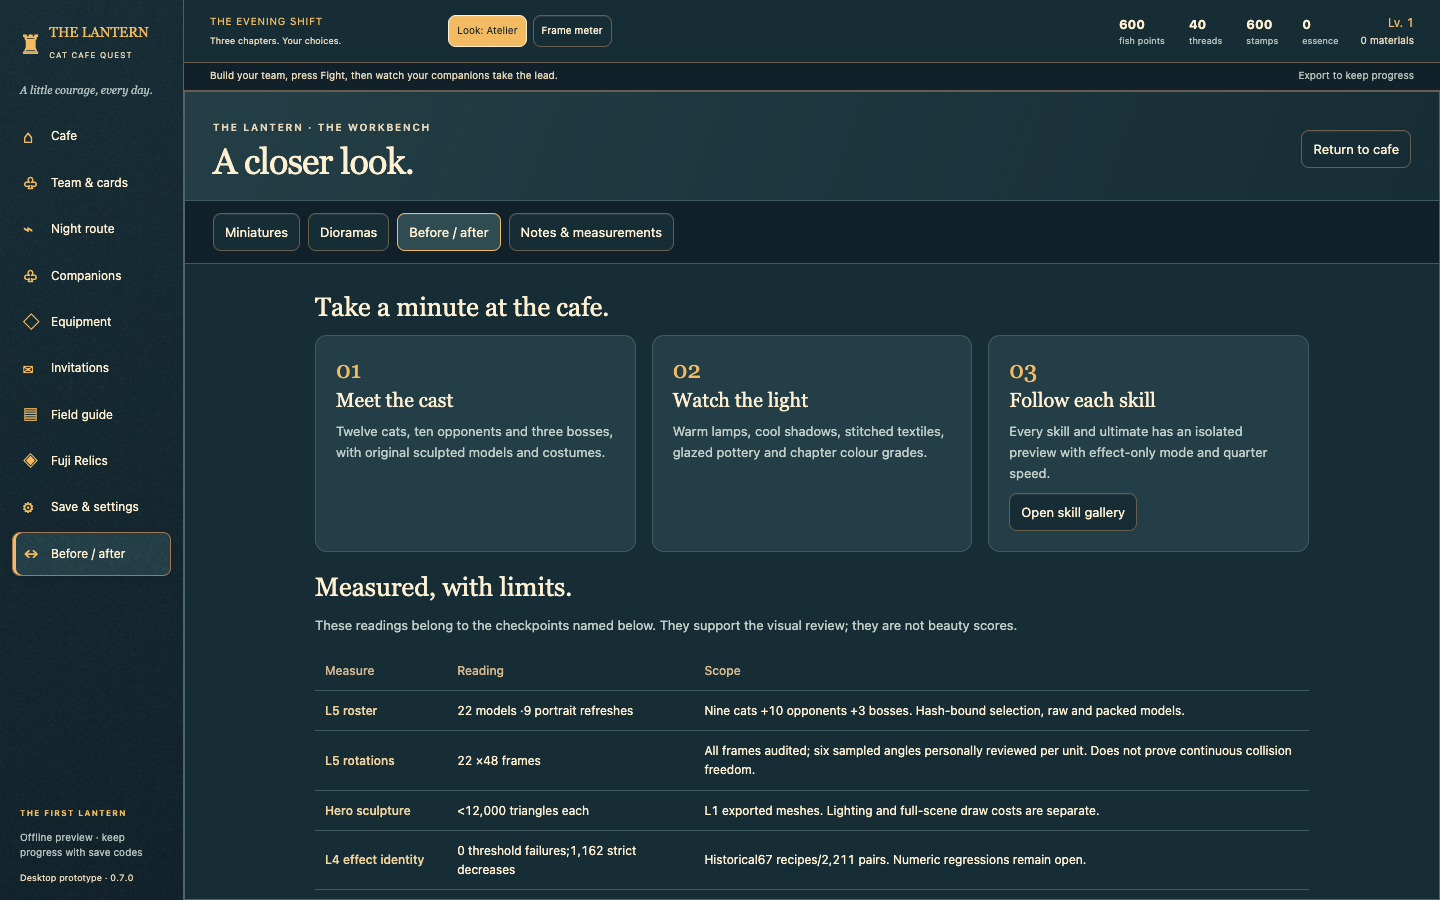 THE LANTERN
CAT CAFE QUEST
A little courage, every day.
Cafe
Team & cards
Night route
Companions
Equipment
Invitations
Field guide
Fuji Relics
Save & settings
Before / after
THE FIRST LANTERN
Offline preview · keep
progress with save codes
Desktop prototype · 0.7.0
THE EVENING SHIFT
Three chapters. Your choices.
Look: Atelier
Frame meter
600
fish points
40
threads
600
stamps
0
essence
Lv. 1
0 materials
Build your team, press Fight, then watch your companions take the lead.
Export to keep progress
THE LANTERN · THE WORKBENCH
A closer look.
Return to cafe
Miniatures
Dioramas
Before / after
Notes & measurements
Take a minute at the cafe.
01
Meet the cast
Twelve cats, ten opponents and three bosses,
with original sculpted models and costumes.
02
Watch the light
Warm lamps, cool shadows, stitched textiles,
glazed pottery and chapter colour grades.
03
Follow each skill
Every skill and ultimate has an isolated
preview with effect-only mode and quarter
speed.
Open skill gallery
Measured, with limits.
These readings belong to the checkpoints named below. They support the visual review; they are not beauty scores.
Measure Reading Scope
L5 roster 22 models ·9 portrait refreshes Nine cats +10 opponents +3 bosses. Hash-bound selection, raw and packed models.
L5 rotations 22 ×48 frames All frames audited; six sampled angles personally reviewed per unit. Does not prove continuous collision
freedom.
Hero sculpture <12,000 triangles each L1 exported meshes. Lighting and full-scene draw costs are separate.
L4 effect identity 0 threshold failures;1,162 strict
decreases Historical67 recipes/2,211 pairs. Numeric regressions remain open.